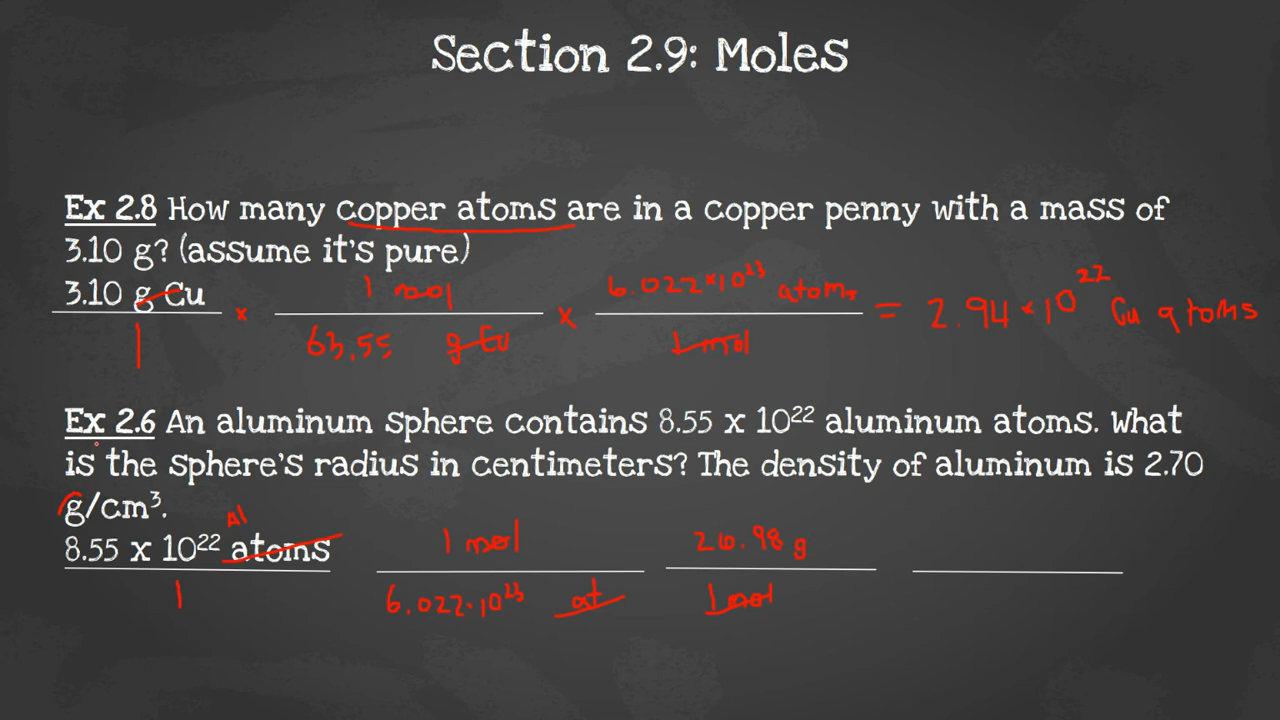 Section 2.9: Moles
Ex 2.8 How many copper atoms are in a copper penny with a mass of
3.10 g? (assume it's pure)
3.10 g Cu × 1 mol × 6.022×10²³ atoms = 2.94×10²² Cu atoms
1 63.55 g Cu 1 mol
Ex 2.6 An aluminum sphere contains 8.55 x 10²² aluminum atoms. What
is the sphere's radius in centimeters? The density of aluminum is 2.70
g/cm³.
Al
8.55 x 10²² atoms 1 mol 26.98 g
1 6.022·10²³ at 1 mol